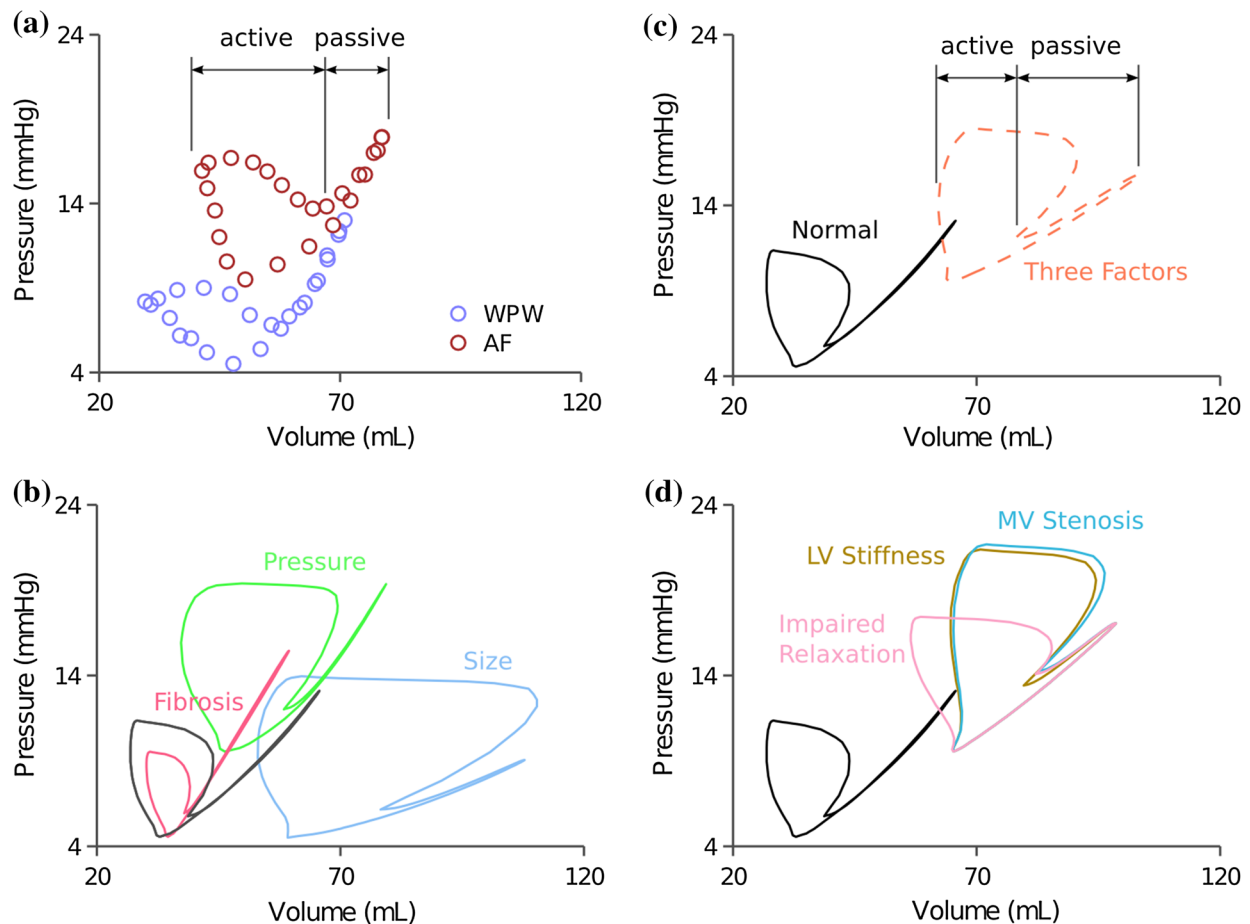 (a)
24
active
passive
Pressure (mmHg)
14
WPW
AF
4
20
70
120
Volume (mL)
(c)
24
active
passive
Pressure (mmHg)
14
Normal
Three Factors
4
20
70
120
Volume (mL)
(b)
24
Pressure
Pressure (mmHg)
Size
14
Fibrosis
4
20
70
120
Volume (mL)
(d)
24
MV Stenosis
LV Stiffness
Pressure (mmHg)
Impaired
Relaxation
14
4
20
70
120
Volume (mL)